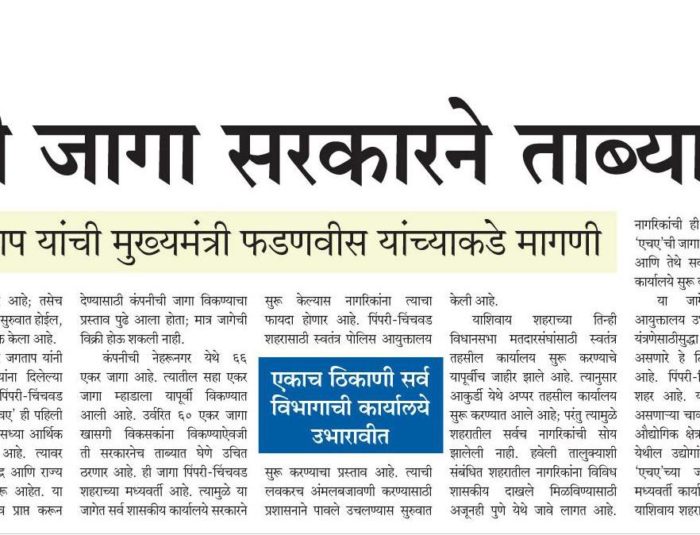 जागा सरकारने ताब्या
यांची मुख्यमंत्री फडणवीस यांच्याकडे मागणी
आहे; तसेच
सुरुवात होईल,
केला आहे.
जगताप यांनी
दिलेल्या
ही पहिली
सध्या आर्थिक
आहे. त्यावर
आणि राज्य
आहेत. या
प्राप्त करून
देण्यासाठी कंपनीची जागा विकण्याचा
प्रस्ताव पुढे आला होता; मात्र जागेची
विक्री होऊ शकली नाही.
कंपनीची नेहरूनगर येथे ६६
एकर जागा आहे. त्यातील सहा एकर
जागा म्हाडाला यापूर्वी विकण्यात
आली आहे. उर्वरित ६० एकर जागा
खासगी विकसकांना विकण्याऐवजी
ती सरकारनेच ताब्यात घेणे उचित
ठरणार आहे. ही जागा पिंपरी-चिंचवड
शहराच्या मध्यवर्ती आहे. त्यामुळे या
जागेत सर्व शासकीय कार्यालये सरकारने
सुरू केल्यास नागरिकांना त्याचा
फायदा होणार आहे. पिंपरी-चिंचवड
शहरासाठी स्वतंत्र पोलिस आयुक्तालय
एकाच ठिकाणी सर्व
विभागाची कार्यालये
उभारावीत
सुरू करण्याचा प्रस्ताव आहे. त्याची
लवकरच अंमलबजावणी करण्यासाठी
प्रशासनाने पावले उचलण्यास सुरुवात
केली आहे.
याशिवाय शहराच्या तिन्ही
विधानसभा मतदारसंघांसाठी स्वतंत्र
तहसील कार्यालय सुरू करण्याचे
यापूर्वीच जाहीर झाले आहे. त्यानुसार
आकुर्डी येथे अप्पर तहसील कार्यालय
सुरू करण्यात आले आहे; परंतु त्यामुळे
शहरातील सर्वच नागरिकांची सोय
झालेली नाही. हवेली तालुक्याशी
संबंधित शहरातील नागरिकांना विविध
शासकीय दाखले मिळविण्यासाठी
अजूनही पुणे येथे जावे लागत आहे.
नागरिकांची ही
'एचए'ची जागा
आणि तेथे
कार्यालये सुरू
या
आयुक्तालय
यंत्रणेसाठीसुद्धा
असणारे हे
आहे. पिंपरी-
शहर आहे.
असणाऱ्या
औद्योगिक
येथील
'एचए'च्या
मध्यवर्ती
याशिवाय